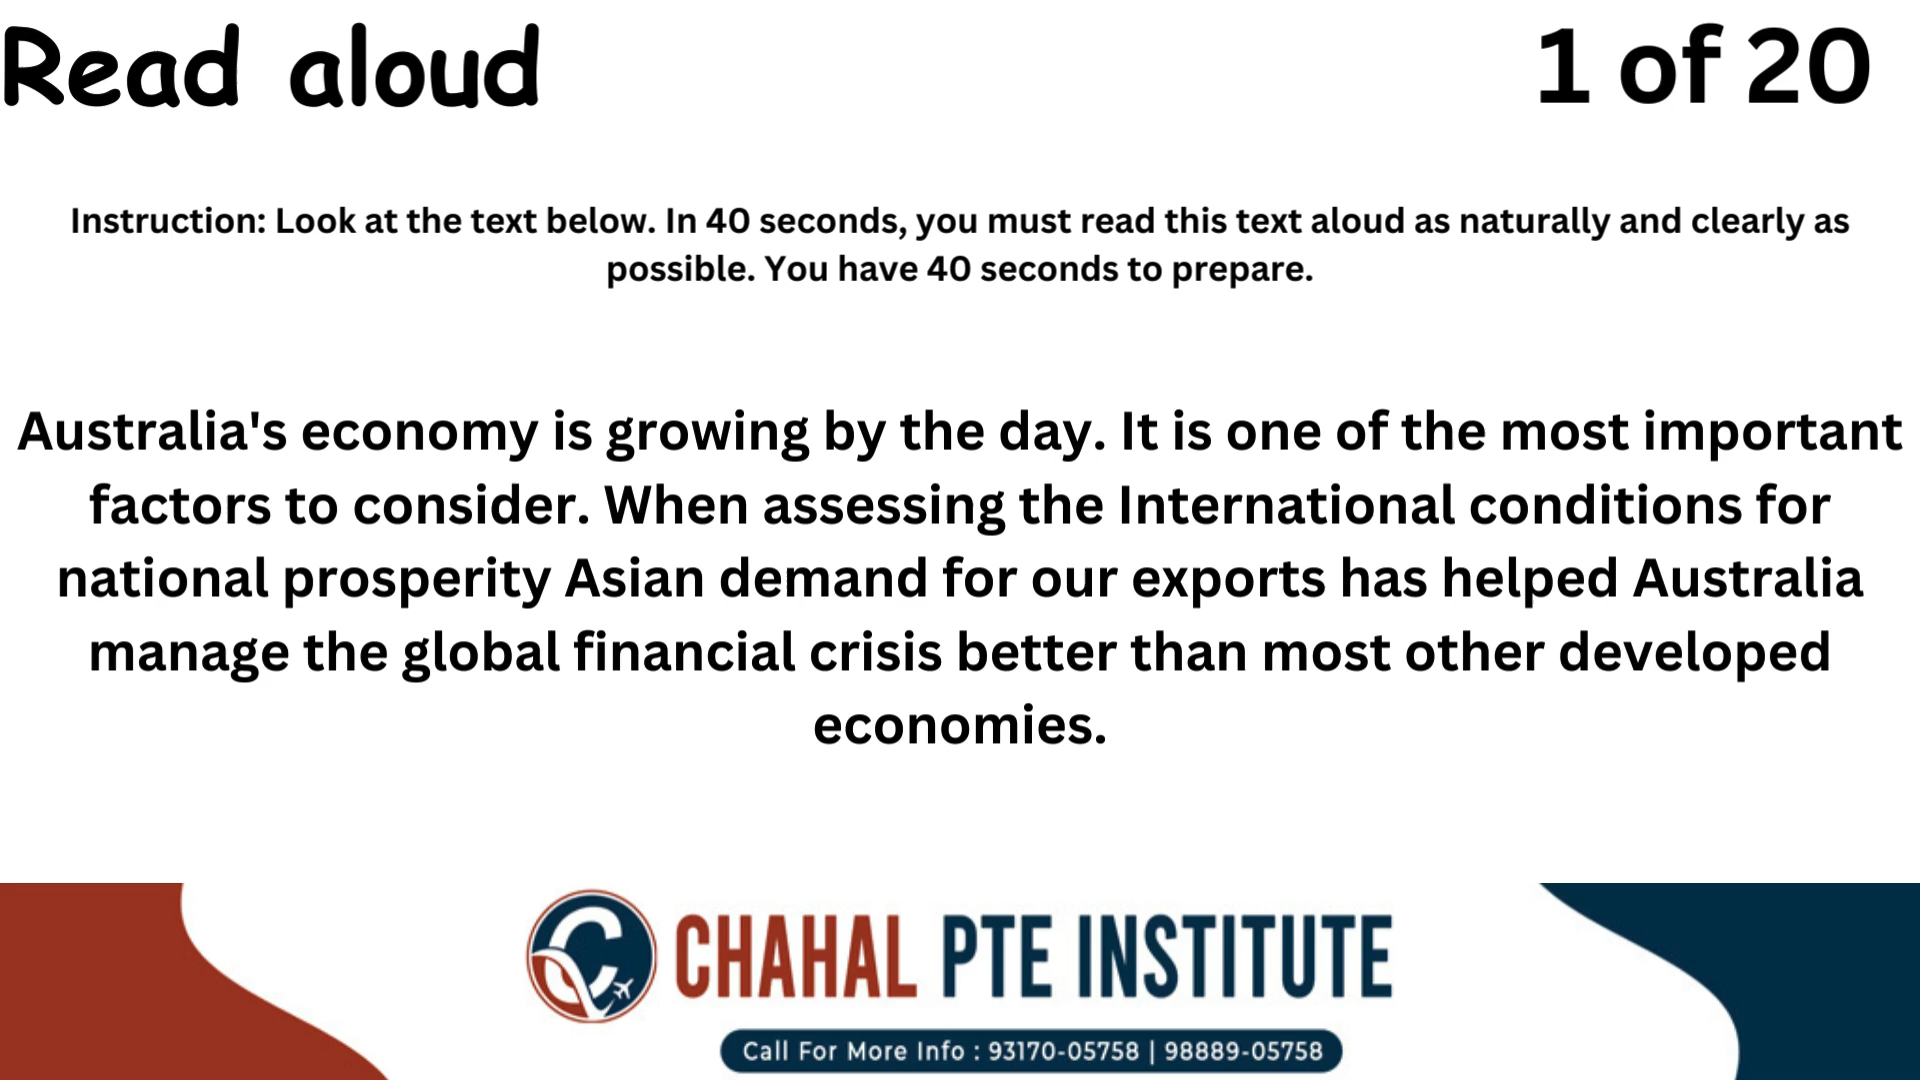 Read aloud
1 of 20
Instruction: Look at the text below. In 40 seconds, you must read this text aloud as naturally and clearly as
possible. You have 40 seconds to prepare.
Australia's economy is growing by the day. It is one of the most important
factors to consider. When assessing the International conditions for
national prosperity Asian demand for our exports has helped Australia
manage the global financial crisis better than most other developed
economies.
CHAHAL PTE INSTITUTE
Call For More Info : 93170-05758 | 98889-05758